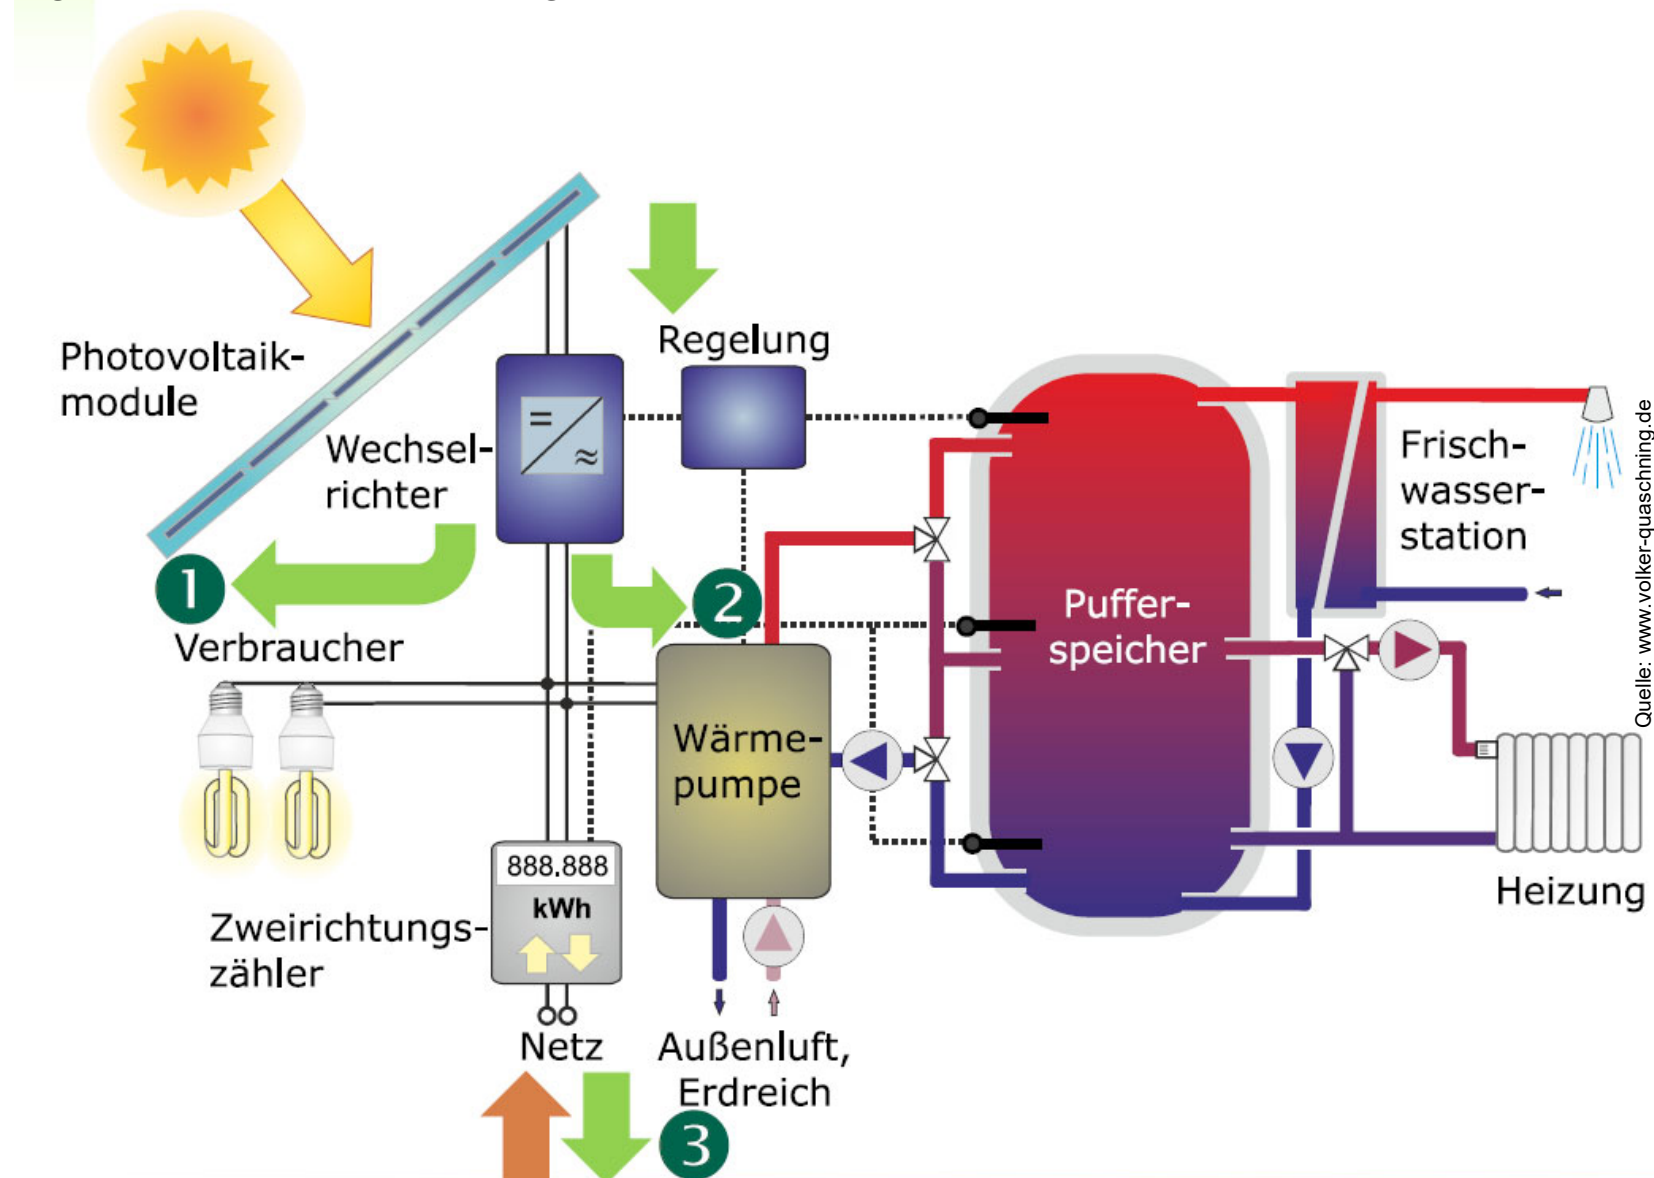 Photovoltaik-
module
Wechsel-
richter
Regelung
=
≈
1
Verbraucher
2
Wärme-
pumpe
Puffer-
speicher
Frisch-
wasser-
station
Heizung
888.888
kWh
Zweirichtungs-
zähler
Netz
Außenluft,
Erdreich
3
Quelle: www.volker-quaschning.de